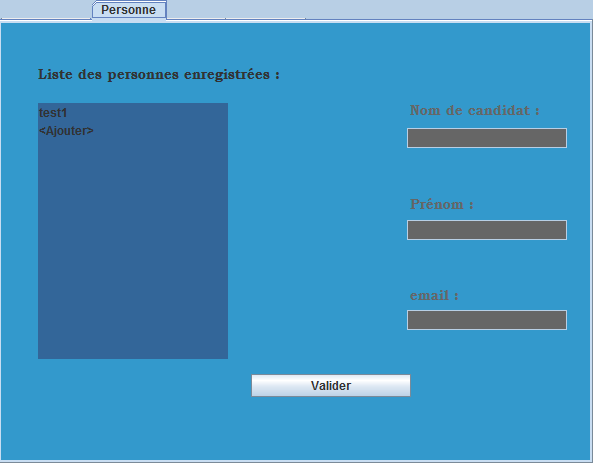 Personne
Liste des personnes enregistrées :
test1
<Ajouter>
Nom de candidat :
Prénom :
email :
Valider